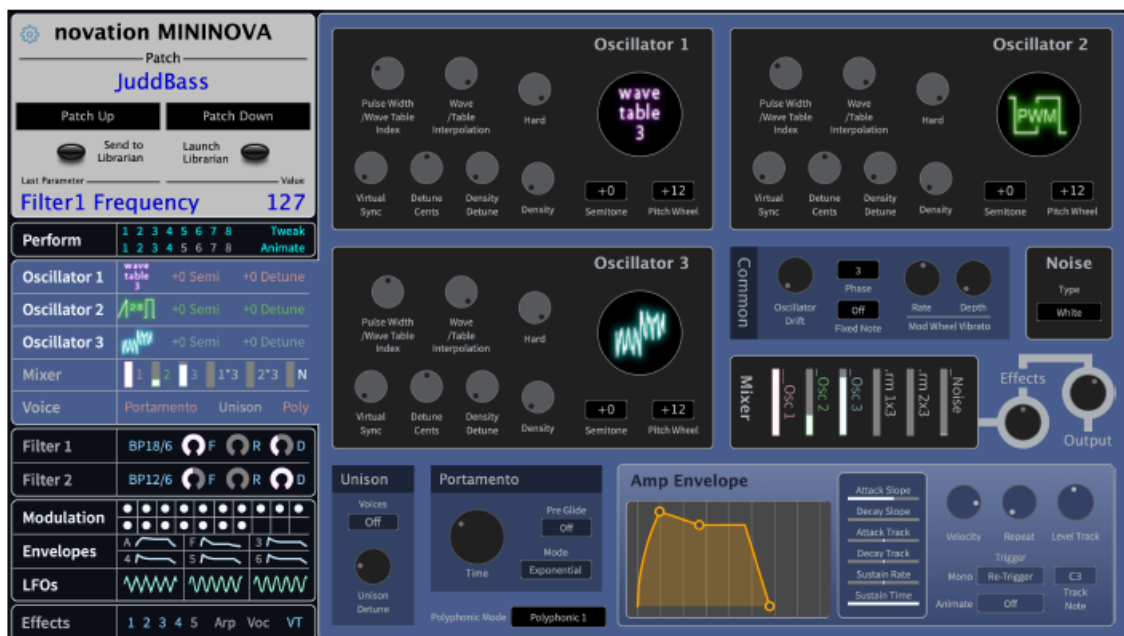 novation MININOVA
Patch
JuddBass
Patch Up
Patch Down
Send to
Librarian
Launch
Librarian
Last Parameter
Value
Filter1 Frequency
127
Perform
1 2 3 4 5 6 7 8 Tweak
1 2 3 4 5 6 7 8 Animate
Oscillator 1
wave
table
3
+0 Semi
+0 Detune
Oscillator 2
+0 Semi
+0 Detune
Oscillator 3
+0 Semi
+0 Detune
Mixer
1 2 3 1*3 2*3 N
Voice
Portamento
Unison
Poly
Filter 1
BP18/6 F R D
Filter 2
BP12/6 F R D
Modulation
Envelopes
A F 3
4 5 6
LFOs
Effects
1 2 3 4 5 Arp Voc VT
Oscillator 1
Pulse Width
/Wave Table
Index
Wave
/Table
Interpolation
Hard
wave
table
3
Virtual
Sync
Detune
Cents
Density
Detune
Density
+0
Semitone
+12
Pitch Wheel
Oscillator 2
Pulse Width
/Wave Table
Index
Wave
/Table
Interpolation
Hard
PWM
Virtual
Sync
Detune
Cents
Density
Detune
Density
+0
Semitone
+12
Pitch Wheel
Oscillator 3
Pulse Width
/Wave Table
Index
Wave
/Table
Interpolation
Hard
Virtual
Sync
Detune
Cents
Density
Detune
Density
+0
Semitone
+12
Pitch Wheel
Common
Oscillator
Drift
3
Phase
Off
Fixed Note
Rate
Depth
Mod Wheel Vibrato
Noise
Type
White
Mixer
Osc 1
Osc 2
Osc 3
rm 1x3
rm 2x3
Noise
Effects
Output
Unison
Voices
Off
Unison
Detune
Portamento
Time
Pre Glide
Off
Mode
Exponential
Polyphonic Mode
Polyphonic 1
Amp Envelope
Attack Slope
Decay Slope
Attack Track
Decay Track
Sustain Rate
Sustain Time
Velocity
Repeat
Level Track
Trigger
Mono
Re-Trigger
Animate
Off
C3
Track
Note